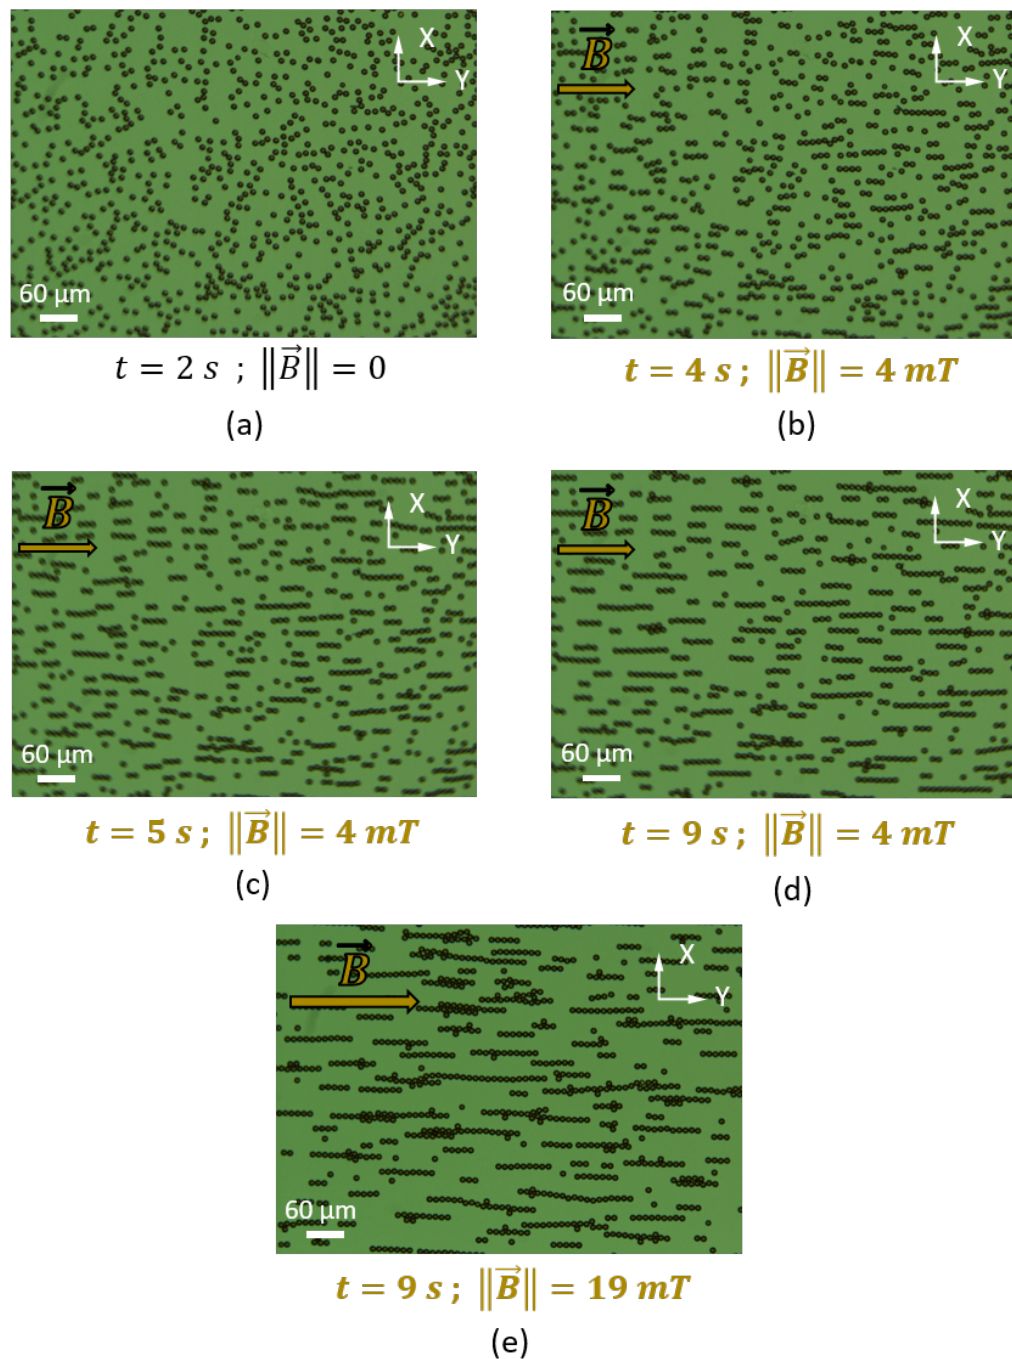 X
Y
60 µm
t = 2 s ; ‖B⃗‖ = 0
(a)
B⃗
X
Y
60 µm
t = 4 s ; ‖B⃗‖ = 4 mT
(b)
B⃗
X
Y
60 µm
t = 5 s ; ‖B⃗‖ = 4 mT
(c)
B⃗
X
Y
60 µm
t = 9 s ; ‖B⃗‖ = 4 mT
(d)
B⃗
X
Y
60 µm
t = 9 s ; ‖B⃗‖ = 19 mT
(e)